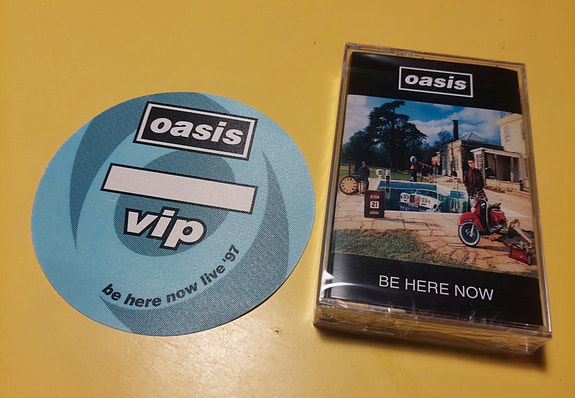 oasis
vip
be here now live '97
oasis
21
BE HERE NOW